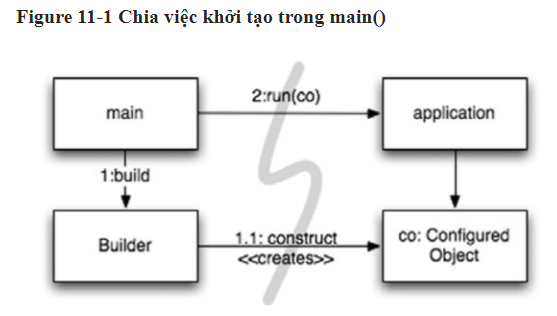 Figure 11-1 Chia việc khởi tạo trong main()
2:run(co)
main
application
1:build
Builder
1.1: construct
<<creates>>
co: Configured
Object